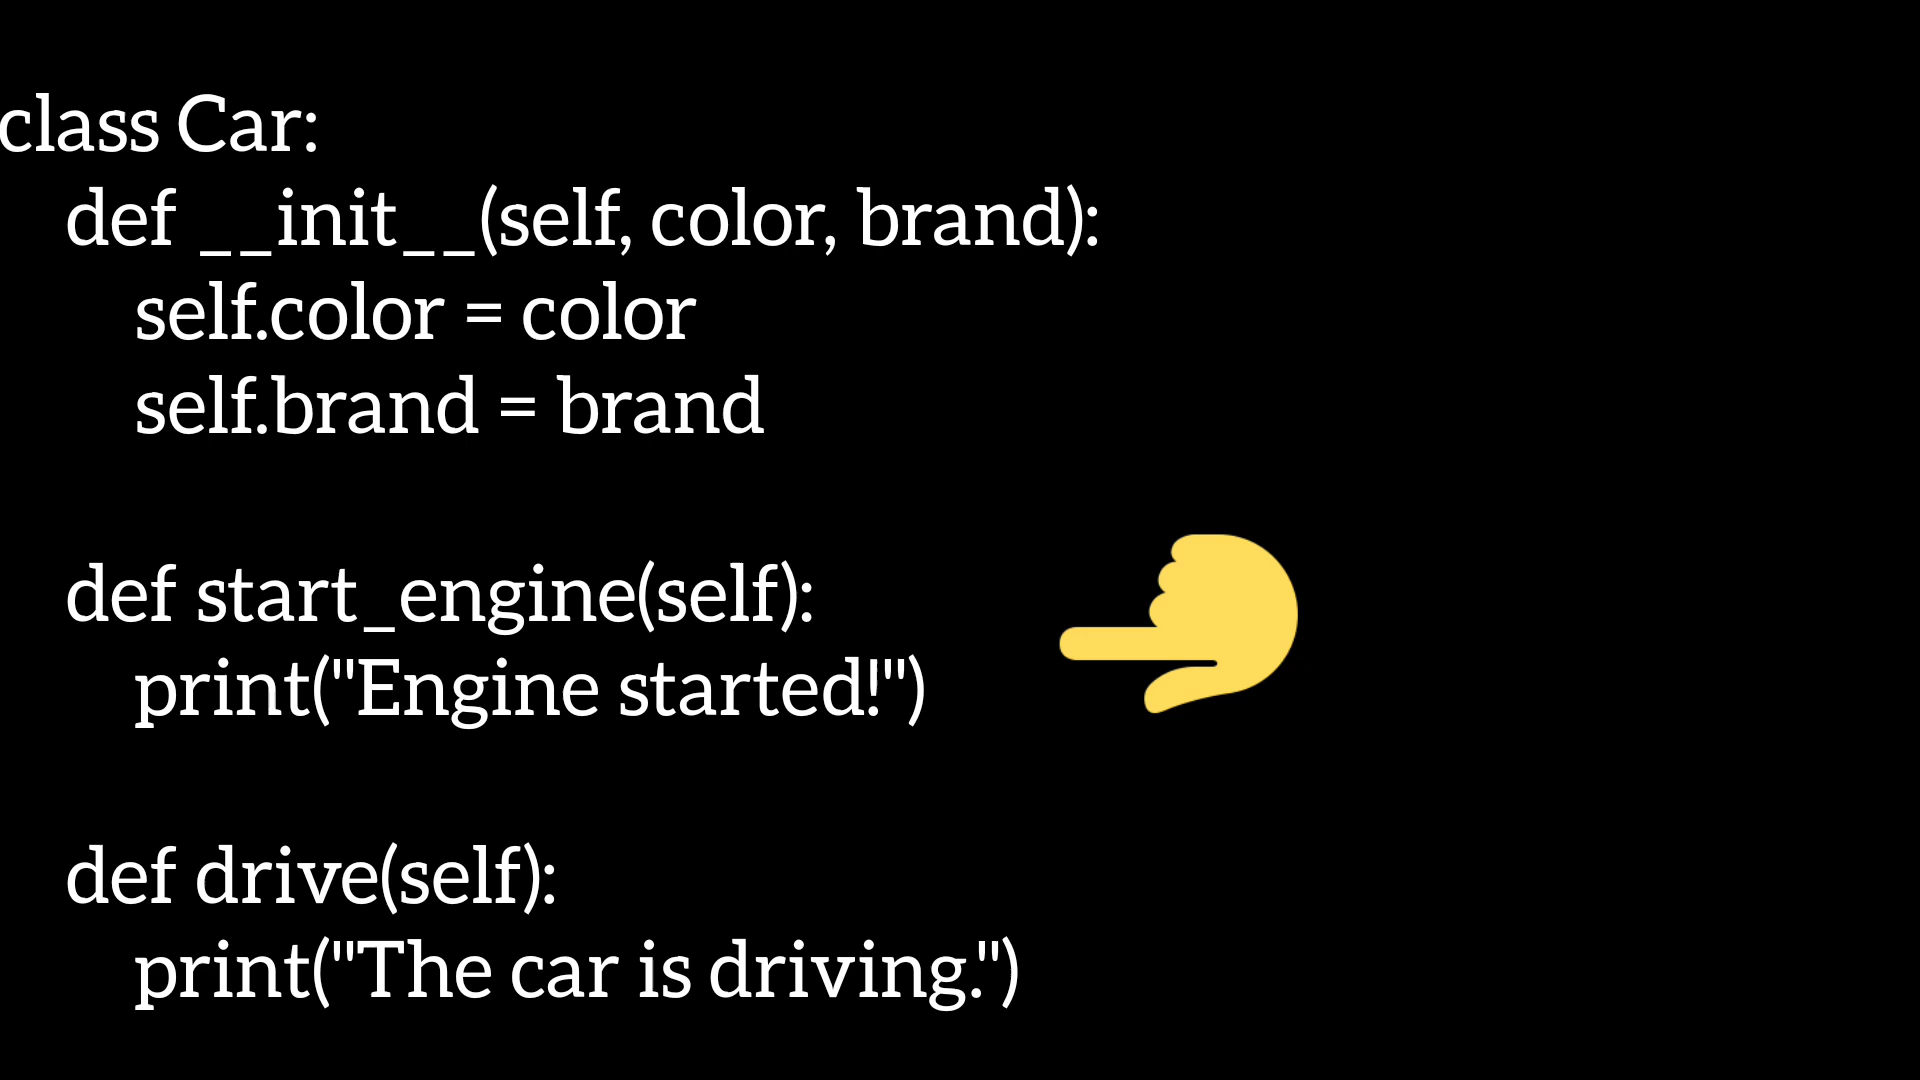 class Car:
    def __init__(self, color, brand):
        self.color = color
        self.brand = brand

    def start_engine(self):
        print("Engine started!")

    def drive(self):
        print("The car is driving.")